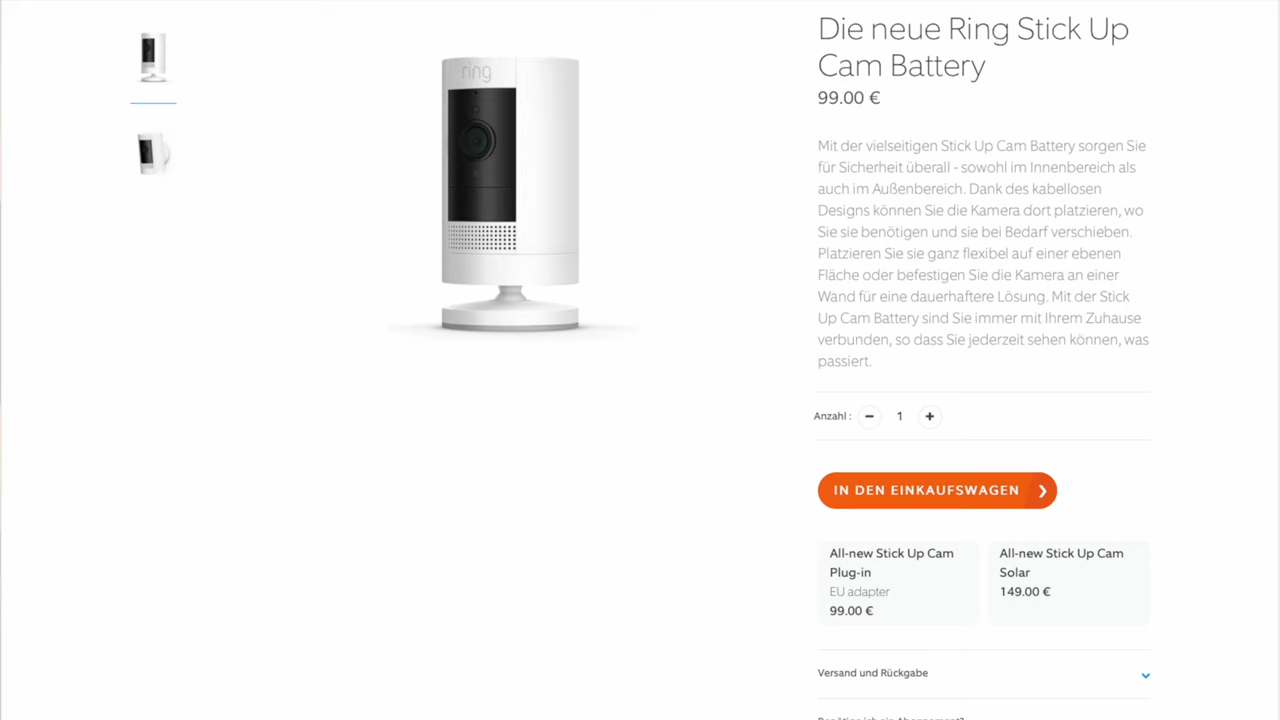 ring
Die neue Ring Stick Up
Cam Battery
99.00 €
Mit der vielseitigen Stick Up Cam Battery sorgen Sie
für Sicherheit überall - sowohl im Innenbereich als
auch im Außenbereich. Dank des kabellosen
Designs können Sie die Kamera dort platzieren, wo
Sie sie benötigen und sie bei Bedarf verschieben.
Platzieren Sie sie ganz flexibel auf einer ebenen
Fläche oder befestigen Sie die Kamera an einer
Wand für eine dauerhaftere Lösung. Mit der Stick
Up Cam Battery sind Sie immer mit Ihrem Zuhause
verbunden, so dass Sie jederzeit sehen können, was
passiert.
Anzahl : − 1 +
IN DEN EINKAUFSWAGEN
All-new Stick Up Cam
Plug-in
EU adapter
99.00 €
All-new Stick Up Cam
Solar
149.00 €
Versand und Rückgabe
Benötige ich ein Abonnement?